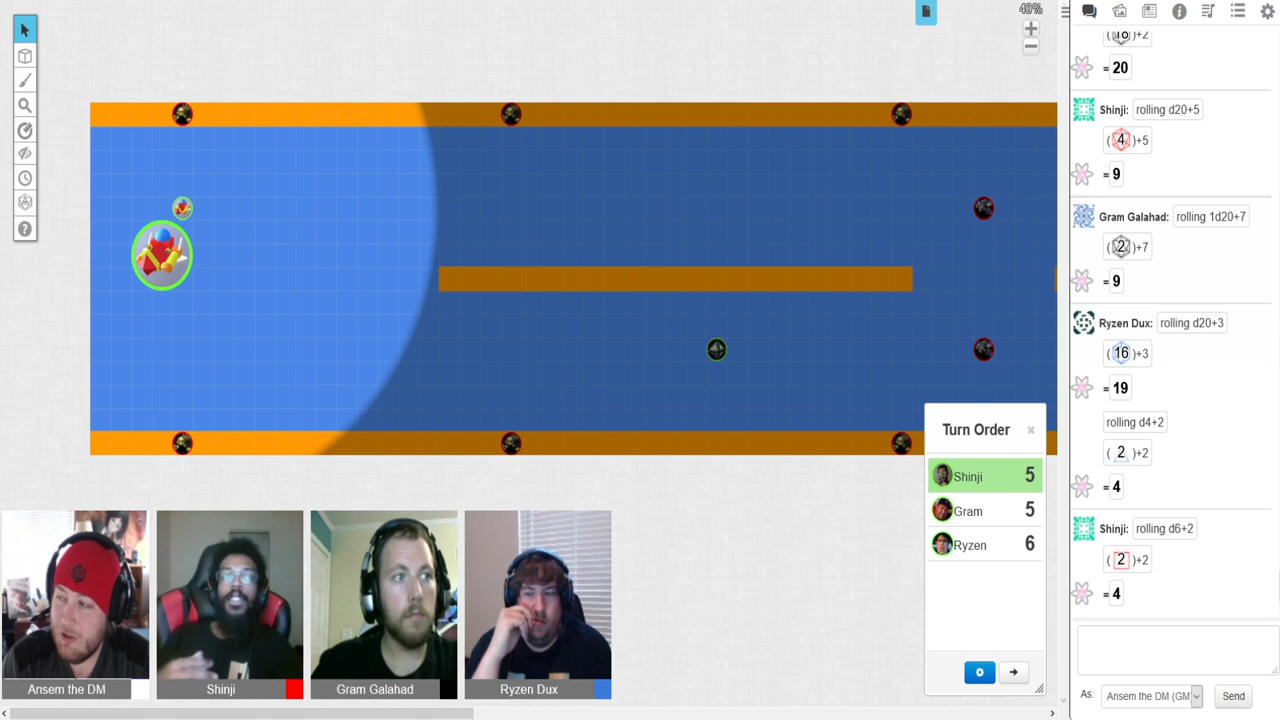 40%
(18)+2
=20
Shinji: rolling d20+5
(4)+5
=9
Gram Galahad: rolling 1d20+7
(2)+7
=9
Ryzen Dux: rolling d20+3
(16)+3
=19
rolling d4+2
(2)+2
=4
Shinji: rolling d6+2
(2)+2
=4
Turn Order ×
Shinji 5
Gram 5
Ryzen 6
Ansem the DM
Shinji
Gram Galahad
Ryzen Dux
As: Ansem the DM (GM) Send